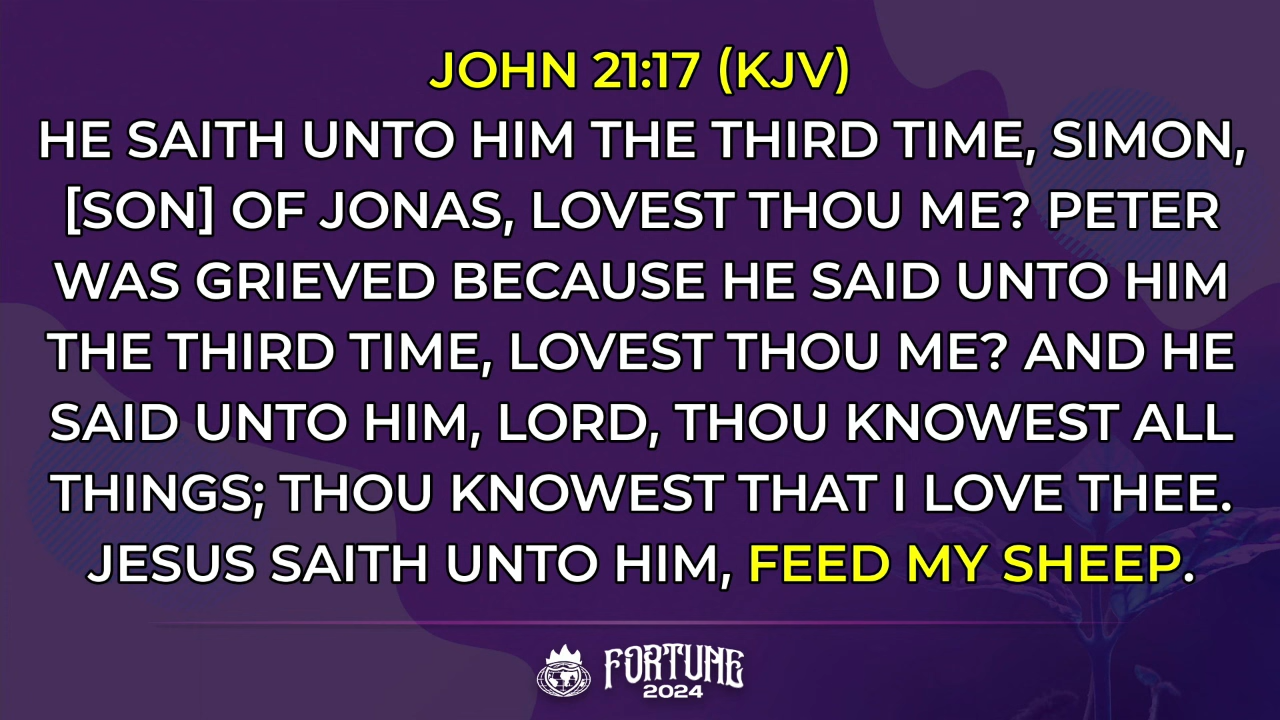 JOHN 21:17 (KJV)
HE SAITH UNTO HIM THE THIRD TIME, SIMON,
[SON] OF JONAS, LOVEST THOU ME? PETER
WAS GRIEVED BECAUSE HE SAID UNTO HIM
THE THIRD TIME, LOVEST THOU ME? AND HE
SAID UNTO HIM, LORD, THOU KNOWEST ALL
THINGS; THOU KNOWEST THAT I LOVE THEE.
JESUS SAITH UNTO HIM, FEED MY SHEEP.
FORTUNE
2024